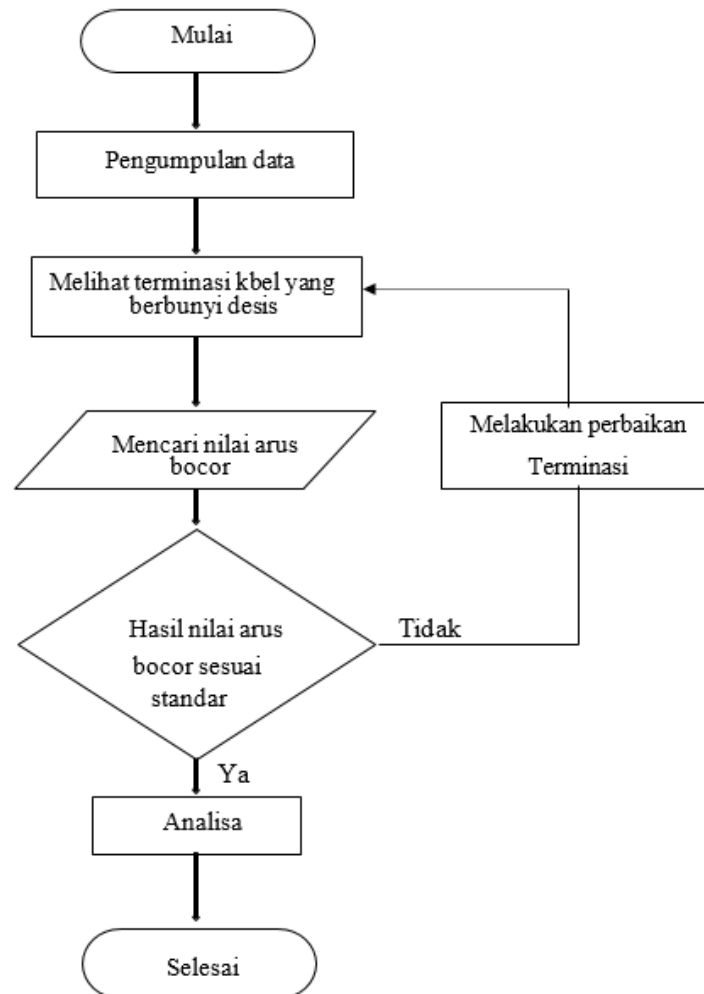 Mulai
Pengumpulan data
Melihat terminasi kbel yang
berbunyi desis
Mencari nilai arus
bocor
Melakukan perbaikan
Terminasi
Hasil nilai arus
bocor sesuai
standar
Tidak
Ya
Analisa
Selesai